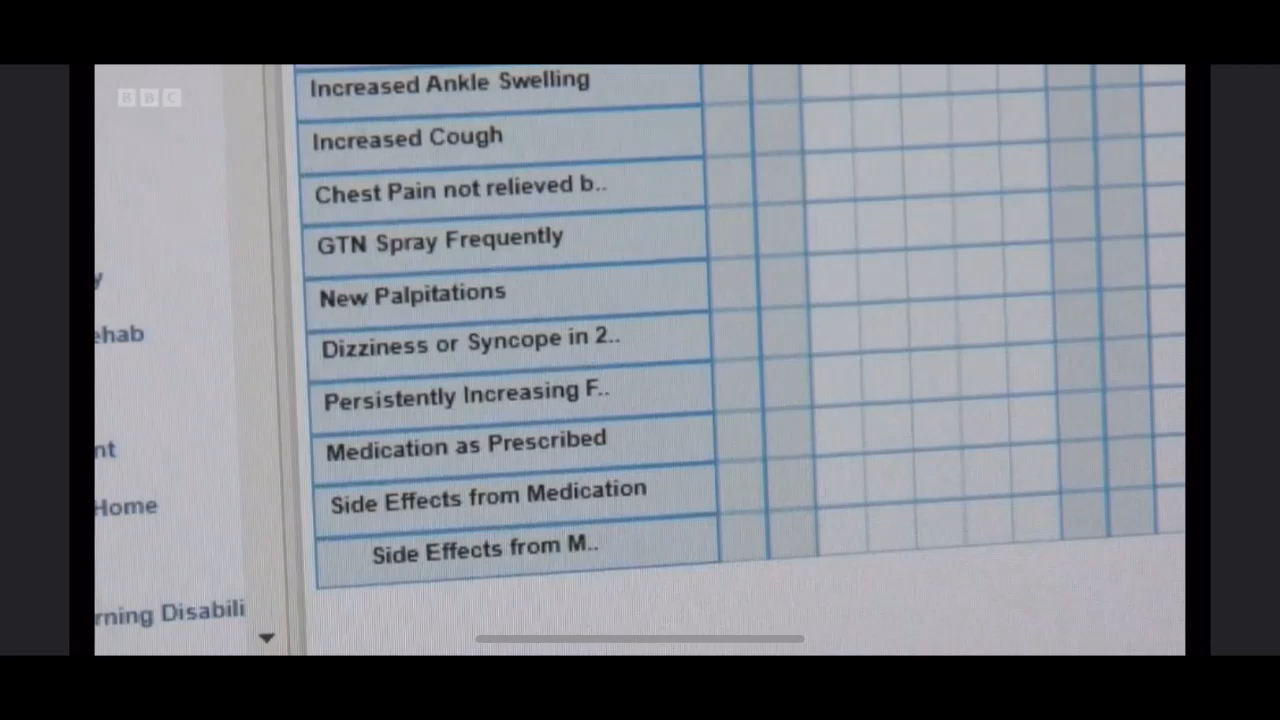 BBC
Increased Ankle Swelling
Increased Cough
Chest Pain not relieved b..
GTN Spray Frequently
New Palpitations
Dizziness or Syncope in 2..
Persistently Increasing F..
Medication as Prescribed
Side Effects from Medication
Side Effects from M..
y
ehab
nt
Home
rning Disabili